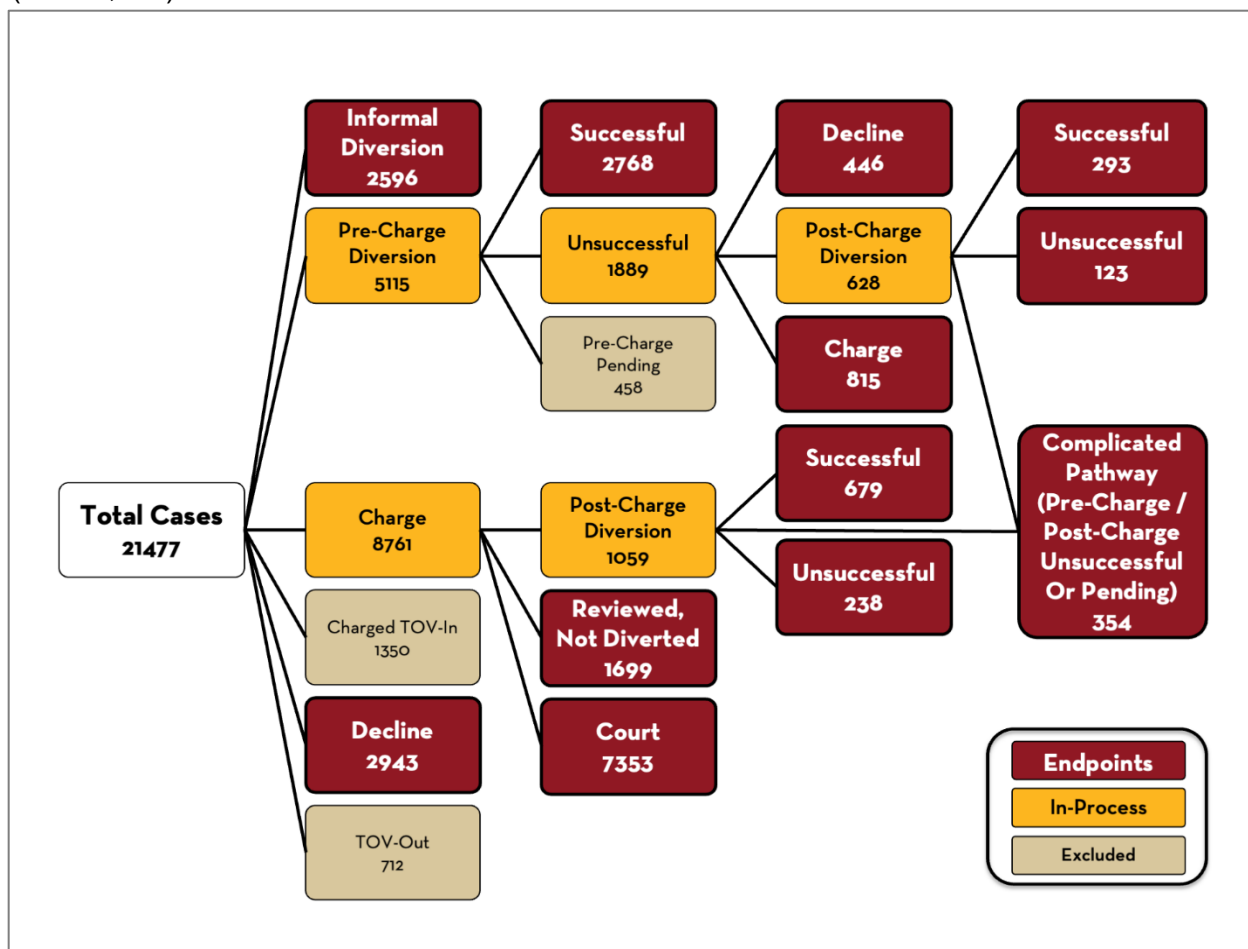 Informal
Diversion
2596
Successful
2768
Decline
446
Successful
293
Pre-Charge
Diversion
5115
Unsuccessful
1889
Post-Charge
Diversion
628
Unsuccessful
123
Pre-Charge
Pending
458
Charge
815
Total Cases
21477
Charge
8761
Post-Charge
Diversion
1059
Successful
679
Unsuccessful
238
Complicated
Pathway
(Pre-Charge /
Post-Charge
Unsuccessful
Or Pending)
354
Charged TOV-In
1350
Reviewed,
Not Diverted
1699
Decline
2943
Court
7353
TOV-Out
712
Endpoints
In-Process
Excluded